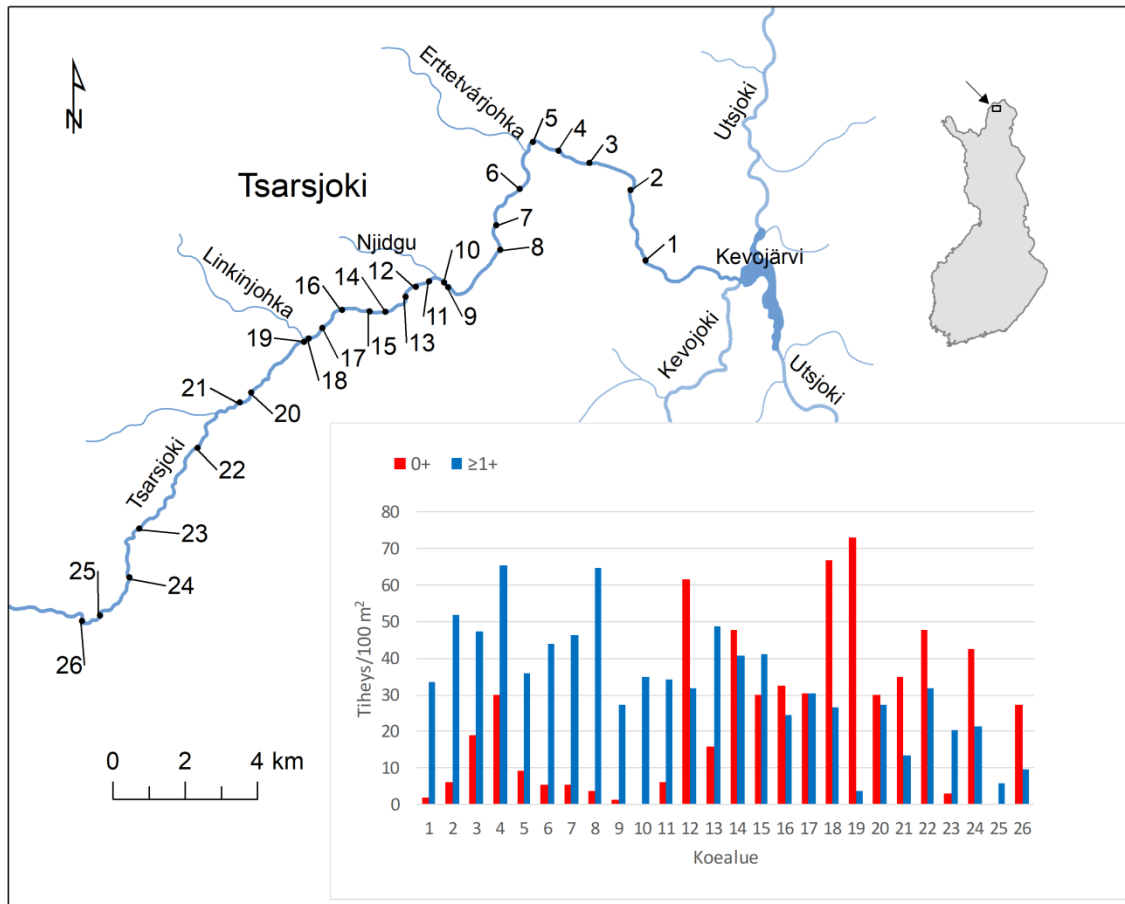 Erttetvárjohka
Utsjoki
N
5
4
3
6
2
Tsarsjoki
7
Njidgu
10
8
1
Kevojärvi
Linkinjohka
12
14
16
11
9
19
17
15
13
18
Kevojoki
Utsjoki
21
20
22
Tsarsjoki
23
25
24
26
0 2 4 km
0+ ≥1+
80
70
60
50
40
30
20
10
0
Tiheys/100 m²
1 2 3 4 5 6 7 8 9 10 11 12 13 14 15 16 17 18 19 20 21 22 23 24 25 26
Koealue